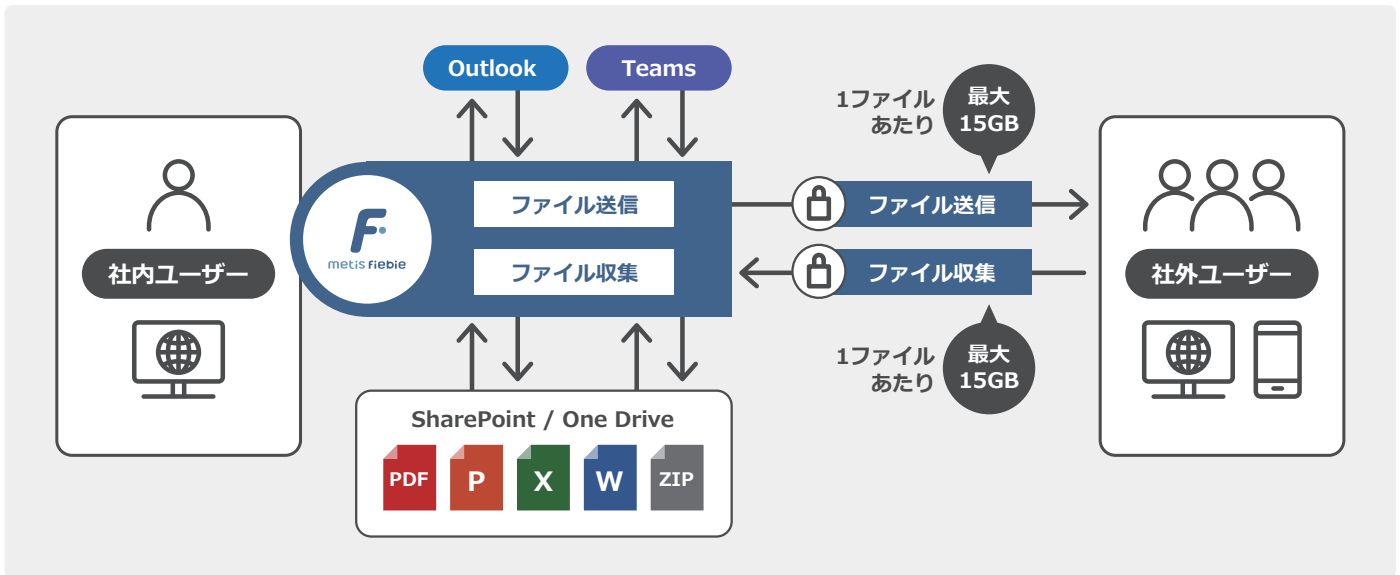 Outlook
Teams
1ファイル
あたり
最大
15GB
社内ユーザー
F
metis fiebie
ファイル送信
ファイル収集
ファイル送信
ファイル収集
社外ユーザー
1ファイル
あたり
最大
15GB
SharePoint / One Drive
PDF
P
X
W
ZIP